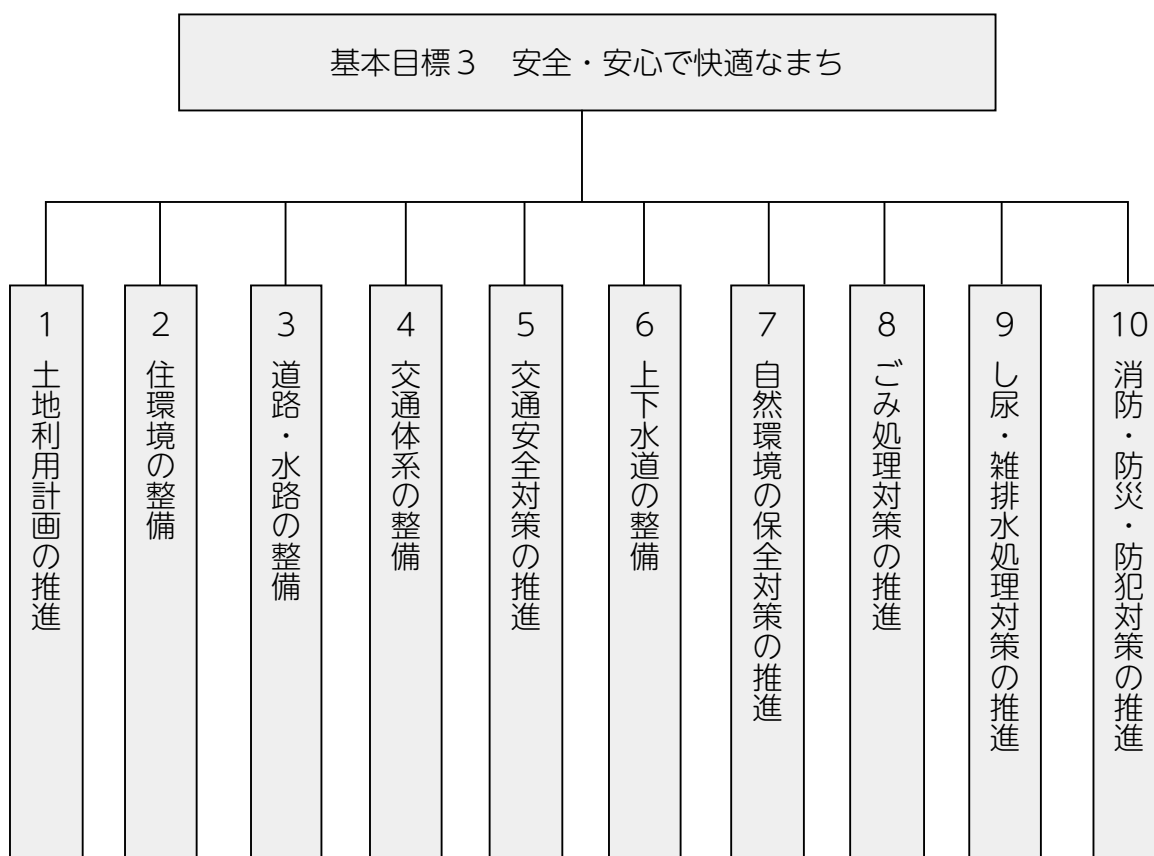 基本目標３　安全・安心で快適なまち
1 土地利用計画の推進
2 住環境の整備
3 道路・水路の整備
4 交通体系の整備
5 交通安全対策の推進
6 上下水道の整備
7 自然環境の保全対策の推進
8 ごみ処理対策の推進
9 し尿・雑排水処理対策の推進
10 消防・防災・防犯対策の推進